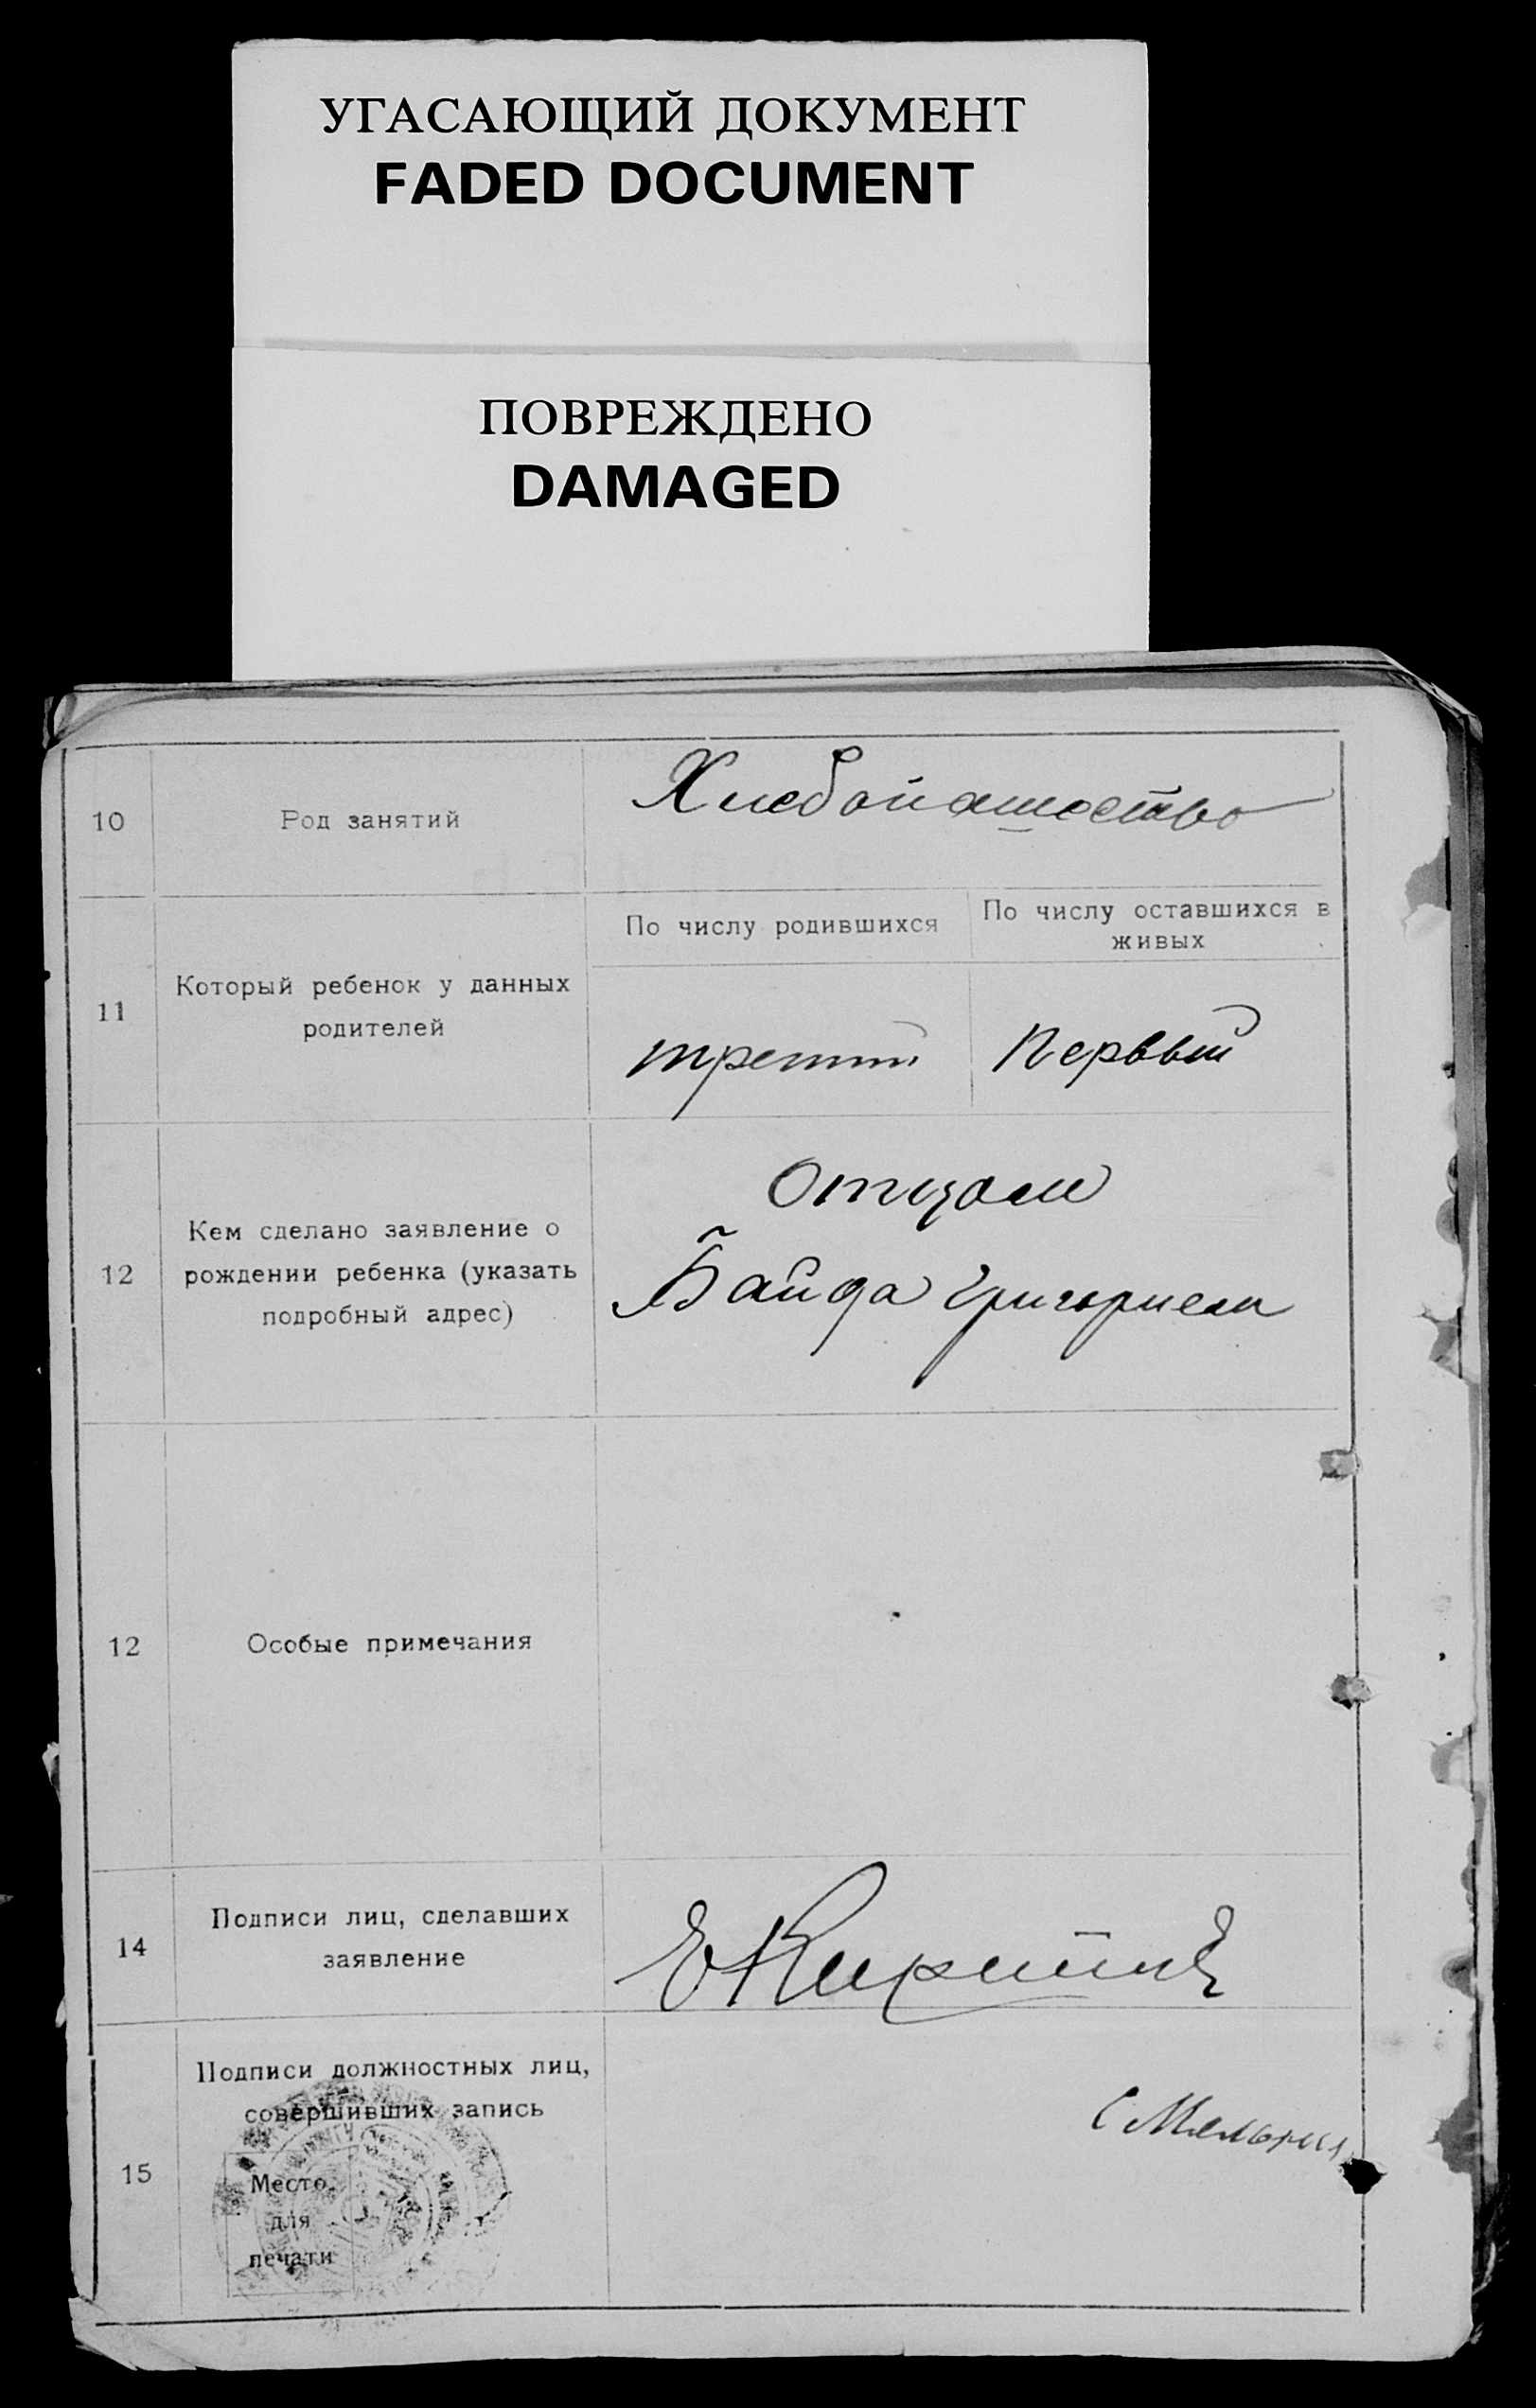 УГАСАЮЩИЙ ДОКУМЕНТ
FADED DOCUMENT
ПОВРЕЖДЕНО
DAMAGED
10
Род занятий
Хлебопашество
11
Который ребенок у данных
родителей
По числу родившихся
третий
По числу оставшихся в
живых
Первый
12
Кем сделано заявление о
рождении ребенка (указать
подробный адрес)
Отцом
Байда Григорием
12
Особые примечания
14
Подписи лиц, сделавших
заявление
15
Подписи должностных лиц,
совершивших запись
Место
для
печати